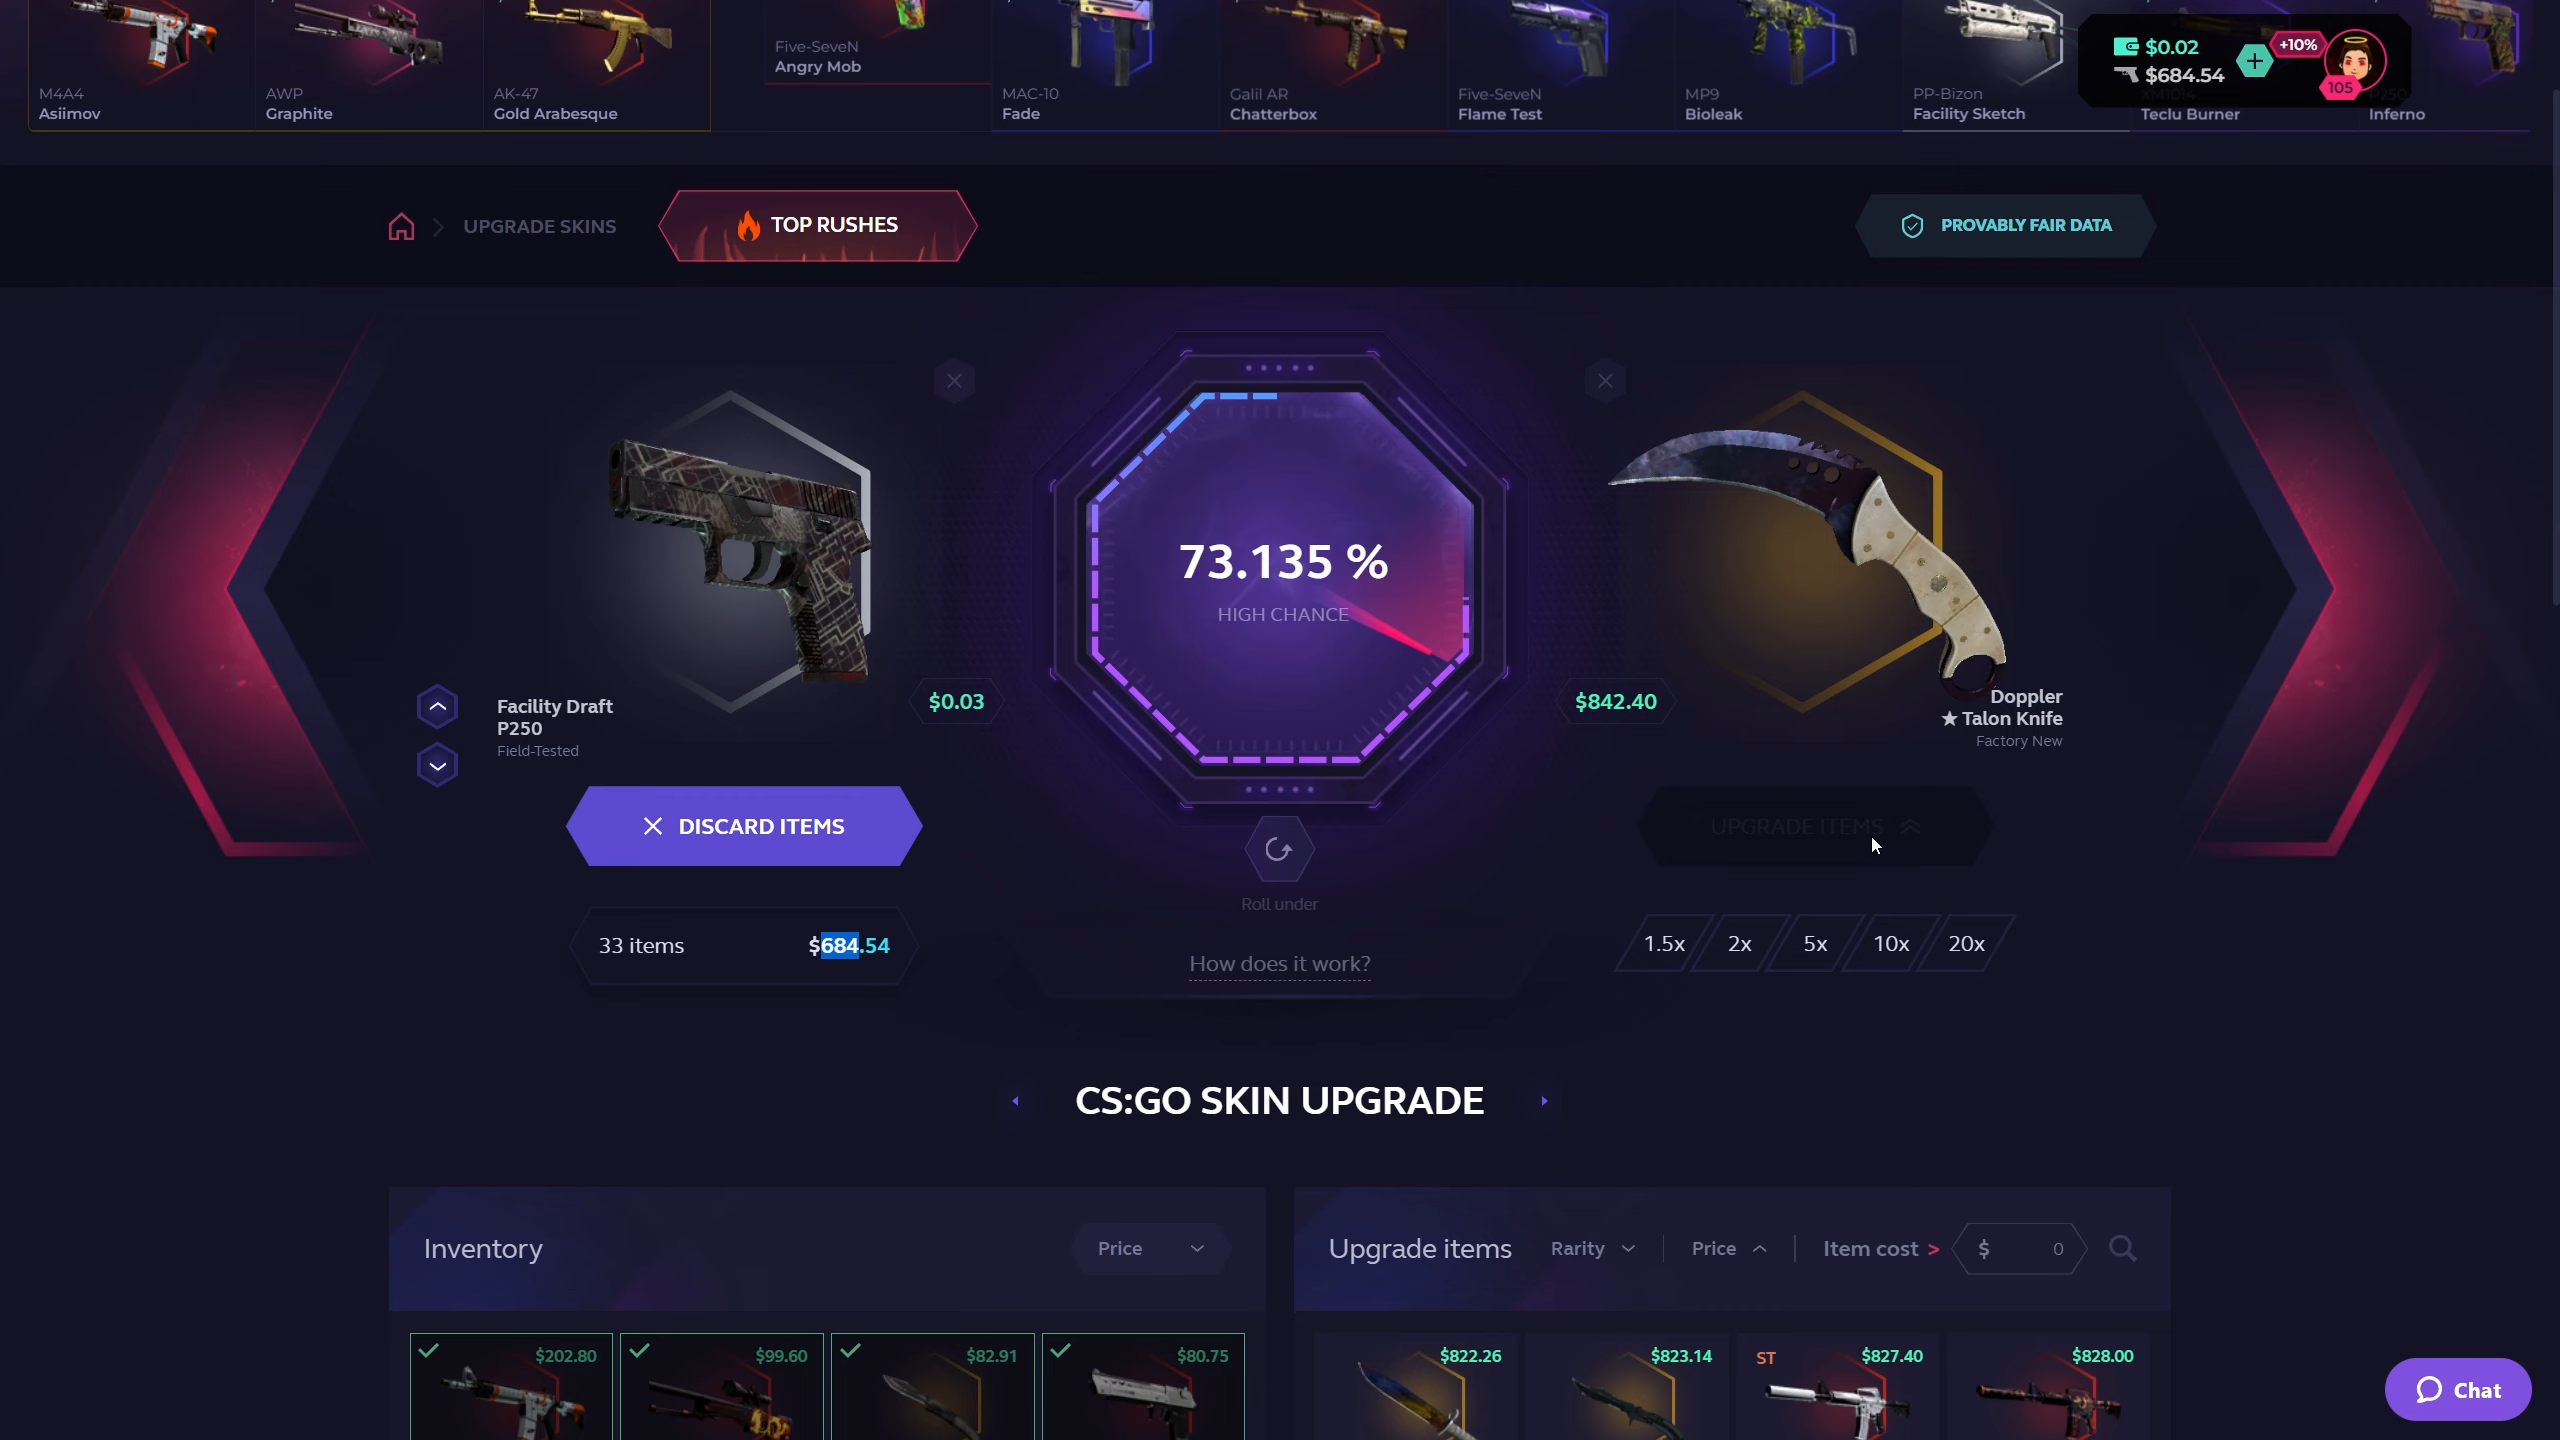 Five-SeveN
Angry Mob
M4A4
Asiimov
AWP
Graphite
AK-47
Gold Arabesque
MAC-10
Fade
Galil AR
Chatterbox
Five-SeveN
Flame Test
MP9
Bioleak
PP-Bizon
Facility Sketch
XM1014
Teclu Burner
P250
Inferno
$0.02
$684.54
+10%
105
UPGRADE SKINS
TOP RUSHES
PROVABLY FAIR DATA
73.135 %
HIGH CHANCE
$0.03
$842.40
Facility Draft
P250
Field-Tested
Doppler
★ Talon Knife
Factory New
DISCARD ITEMS
UPGRADE ITEMS
Roll under
33 items
$684.54
How does it work?
1.5x
2x
5x
10x
20x
CS:GO SKIN UPGRADE
Inventory
Price
Upgrade items
Rarity
Price
Item cost >
$ 0
$202.80
$99.60
$82.91
$80.75
$822.26
$823.14
ST
$827.40
$828.00
Chat